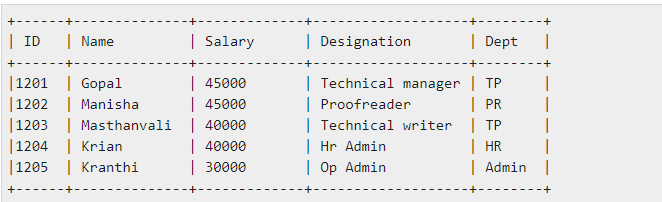 +------+--------------+-------------+-------------------+--------+
| ID   | Name         | Salary      | Designation       | Dept   |
+------+--------------+-------------+-------------------+--------+
|1201  | Gopal        | 45000       | Technical manager | TP     |
|1202  | Manisha      | 45000       | Proofreader       | PR     |
|1203  | Masthanvali  | 40000       | Technical writer  | TP     |
|1204  | Krian        | 40000       | Hr Admin          | HR     |
|1205  | Kranthi      | 30000       | Op Admin          | Admin  |
+------+--------------+-------------+-------------------+--------+